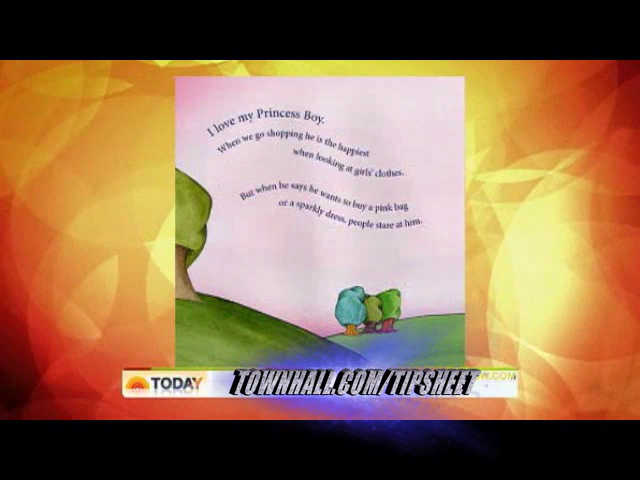 I love my Princess Boy.
When we go shopping he is the happiest
when looking at girls' clothes.
But when he says he wants to buy a pink bag
or a sparkly dress, people stare at him.
TODAY
TOWNHALL.COM/TIPSHEET